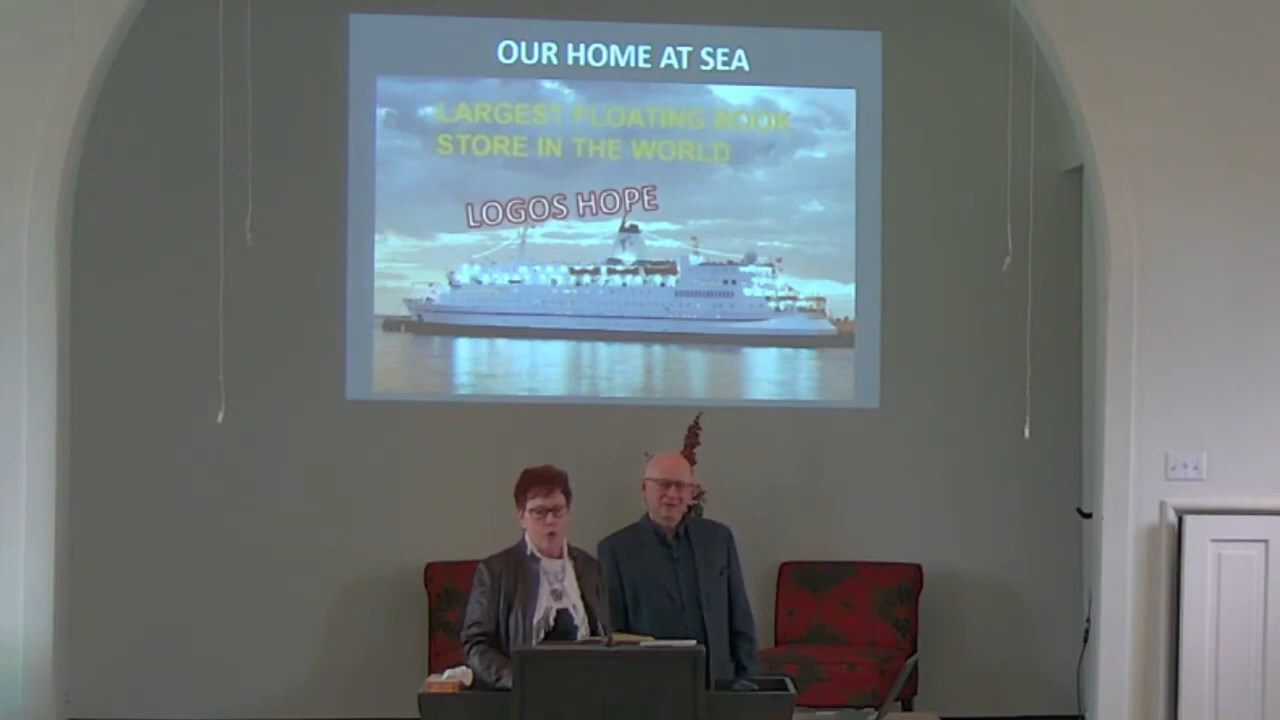 OUR HOME AT SEA
LARGEST FLOATING BOOK
STORE IN THE WORLD
LOGOS HOPE